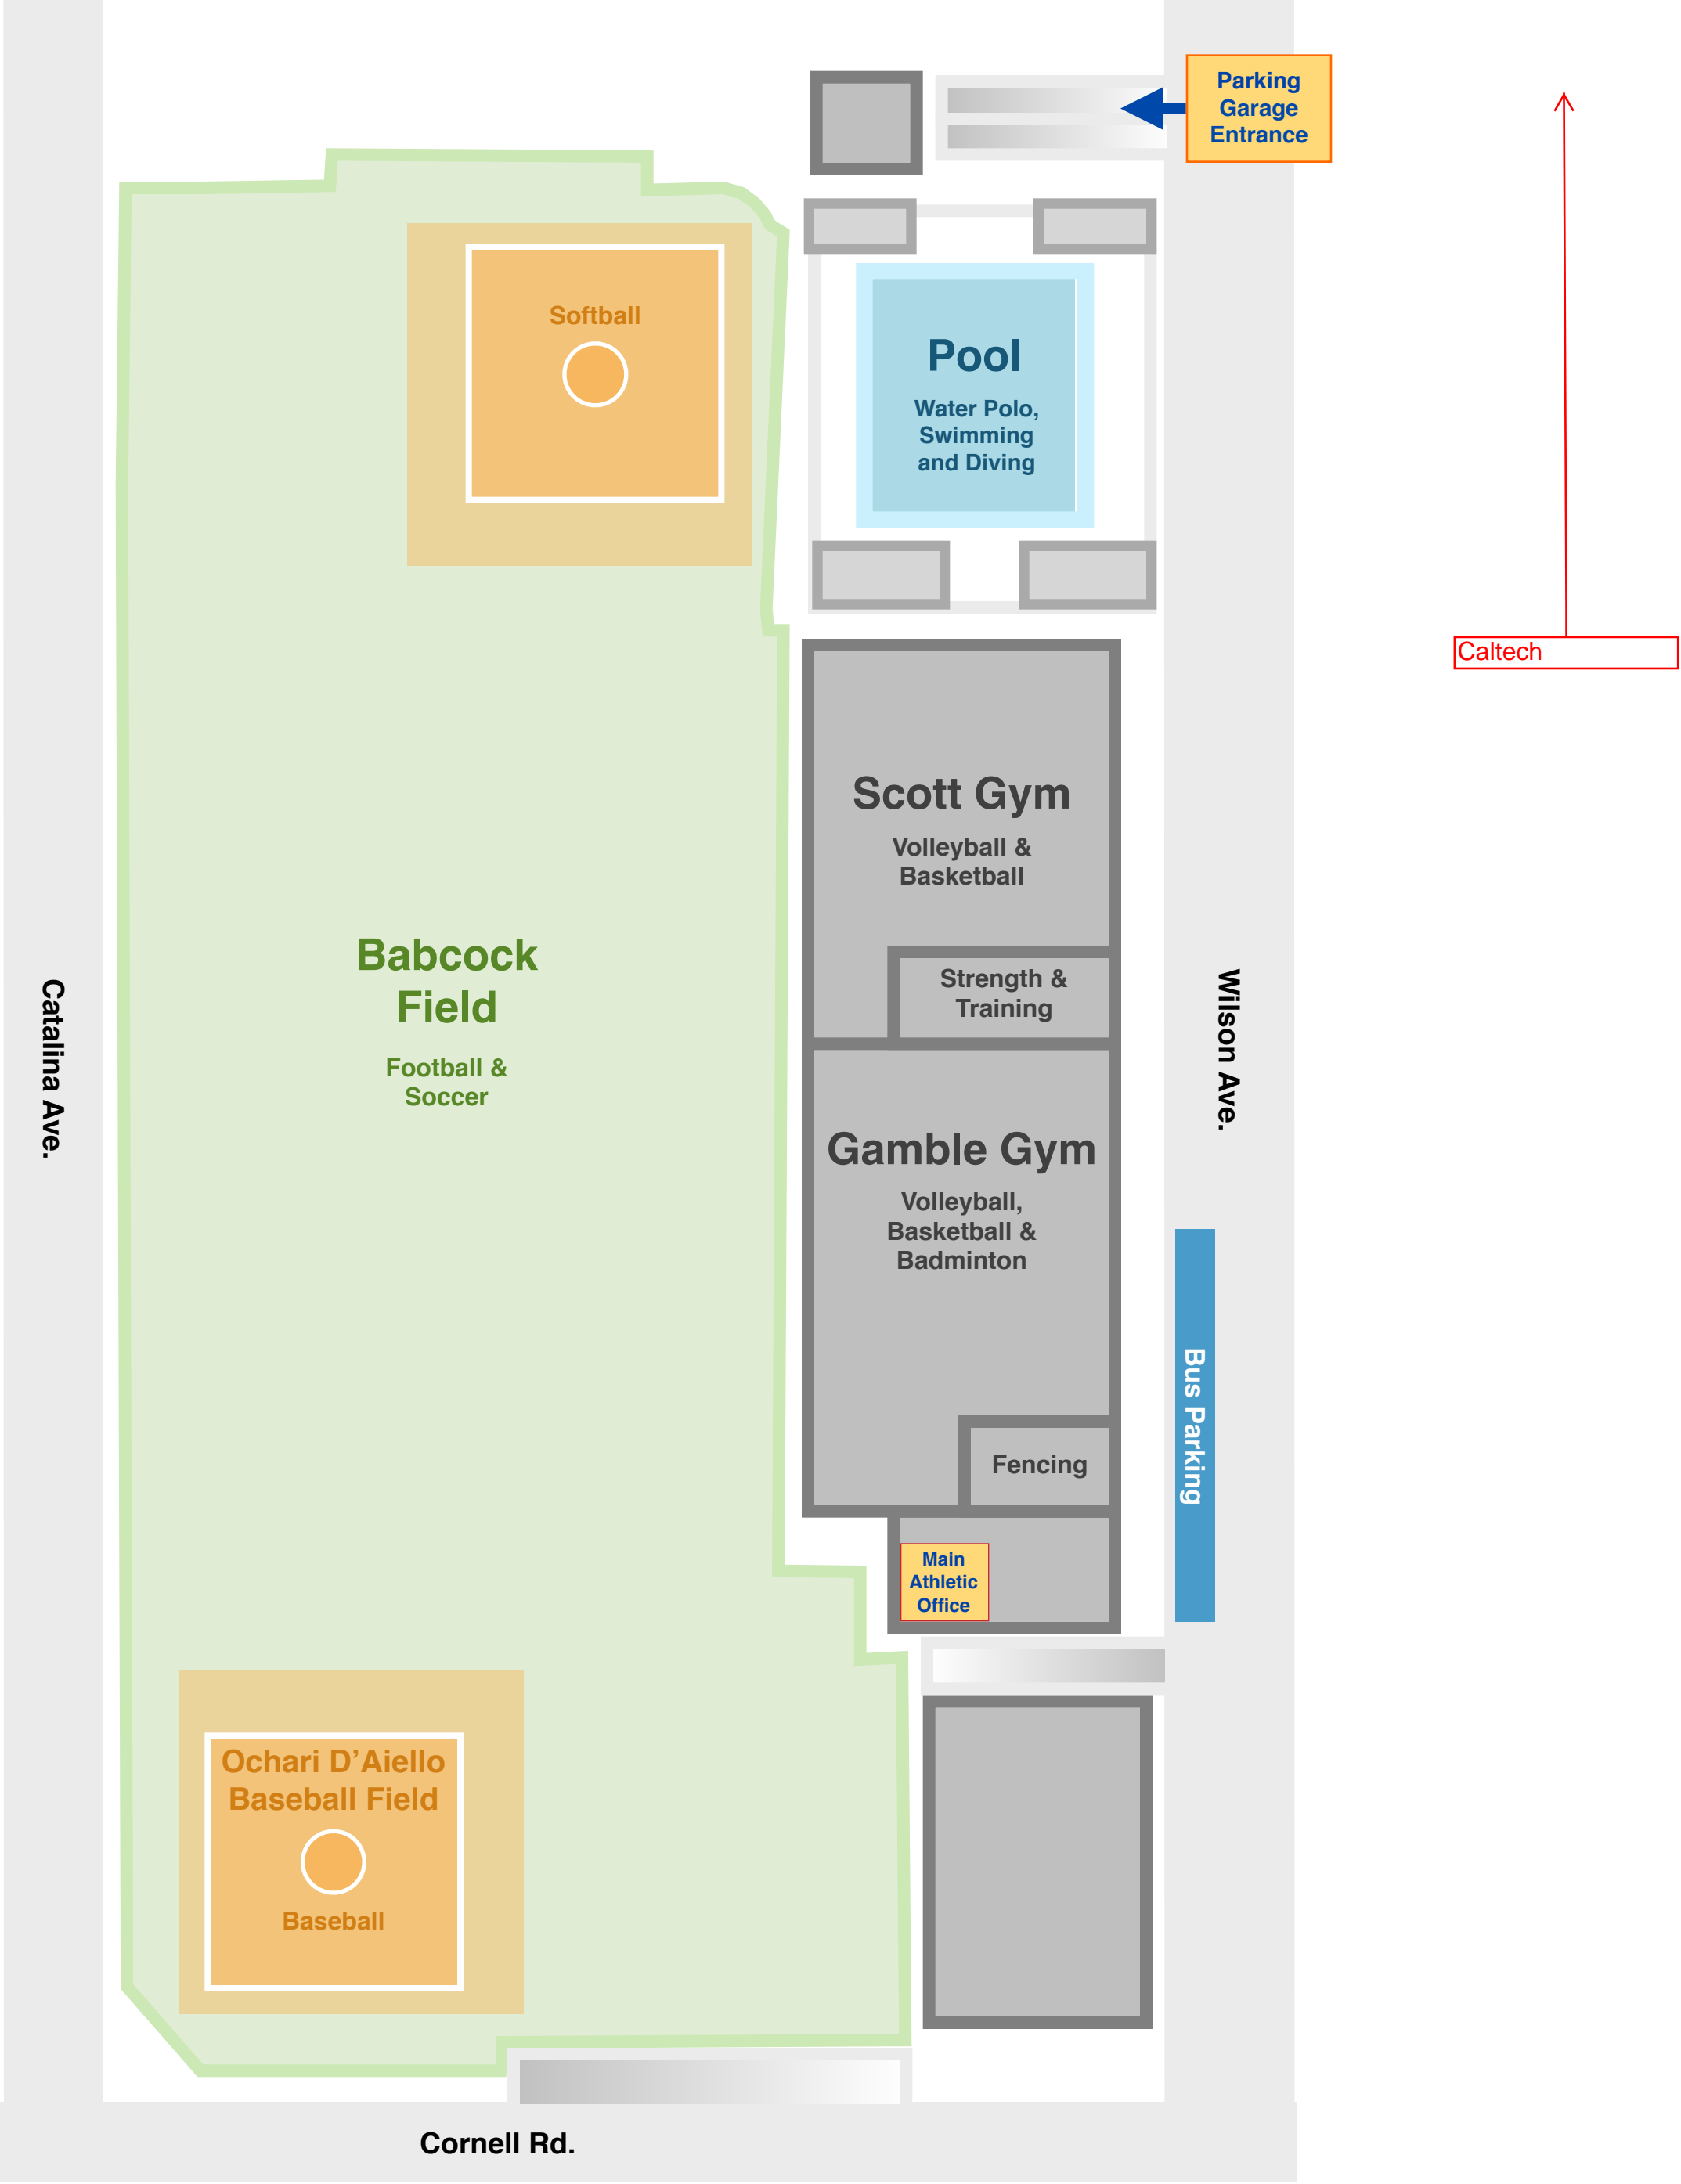 Parking
Garage
Entrance
Softball
Pool
Water Polo,
Swimming
and Diving
Caltech
Scott Gym
Volleyball &
Basketball
Strength &
Training
Babcock
Field
Football &
Soccer
Catalina Ave.
Wilson Ave.
Gamble Gym
Volleyball,
Basketball &
Badminton
Bus Parking
Fencing
Main
Athletic
Office
Ochari D’Aiello
Baseball Field
Baseball
Cornell Rd.